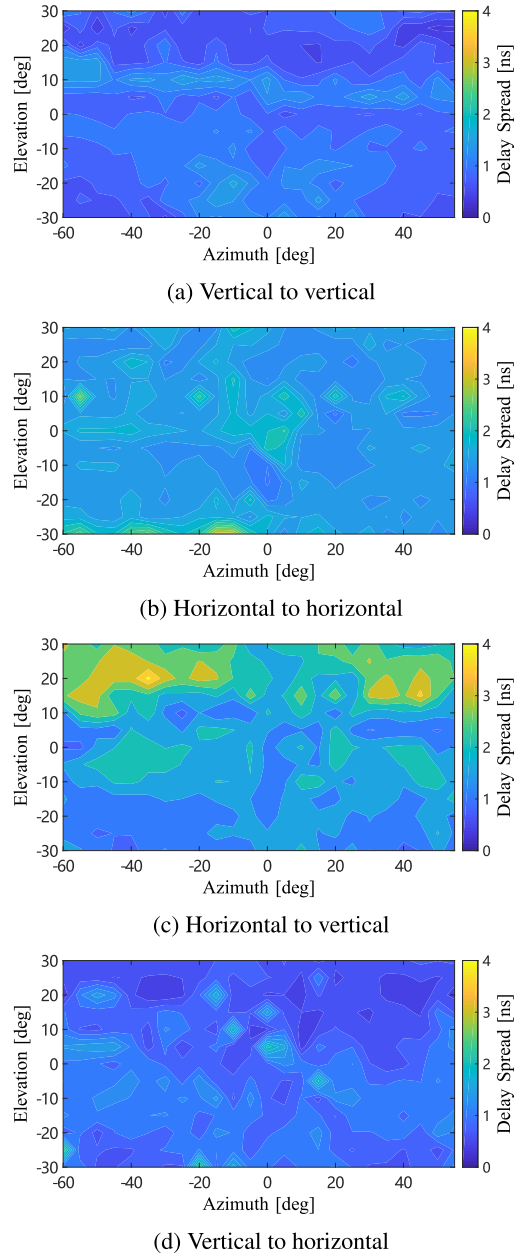 30
20
10
0
-10
-20
-30
Elevation [deg]
-60 -40 -20 0 20 40
Azimuth [deg]
4
3
2
1
0
Delay Spread [ns]
(a) Vertical to vertical
30
20
10
0
-10
-20
-30
Elevation [deg]
-60 -40 -20 0 20 40
Azimuth [deg]
4
3
2
1
0
Delay Spread [ns]
(b) Horizontal to horizontal
30
20
10
0
-10
-20
-30
Elevation [deg]
-60 -40 -20 0 20 40
Azimuth [deg]
4
3
2
1
0
Delay Spread [ns]
(c) Horizontal to vertical
30
20
10
0
-10
-20
-30
Elevation [deg]
-60 -40 -20 0 20 40
Azimuth [deg]
4
3
2
1
0
Delay Spread [ns]
(d) Vertical to horizontal